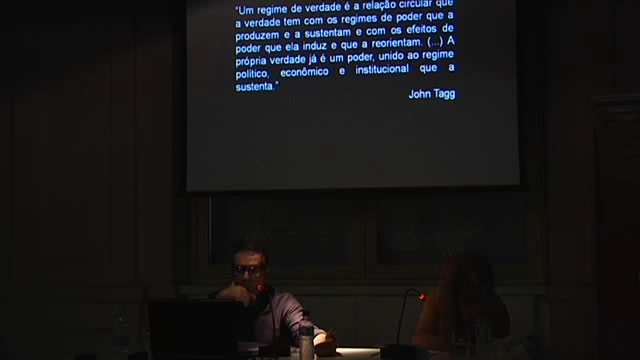 "Um regime de verdade é a relação circular que
a verdade tem com os regimes de poder que a
produzem e a sustentam e com os efeitos de
poder que ela induz e que a reorientam. (...) A
própria verdade já é um poder, unido ao regime
político, econômico e institucional que a
sustenta."
John Tagg